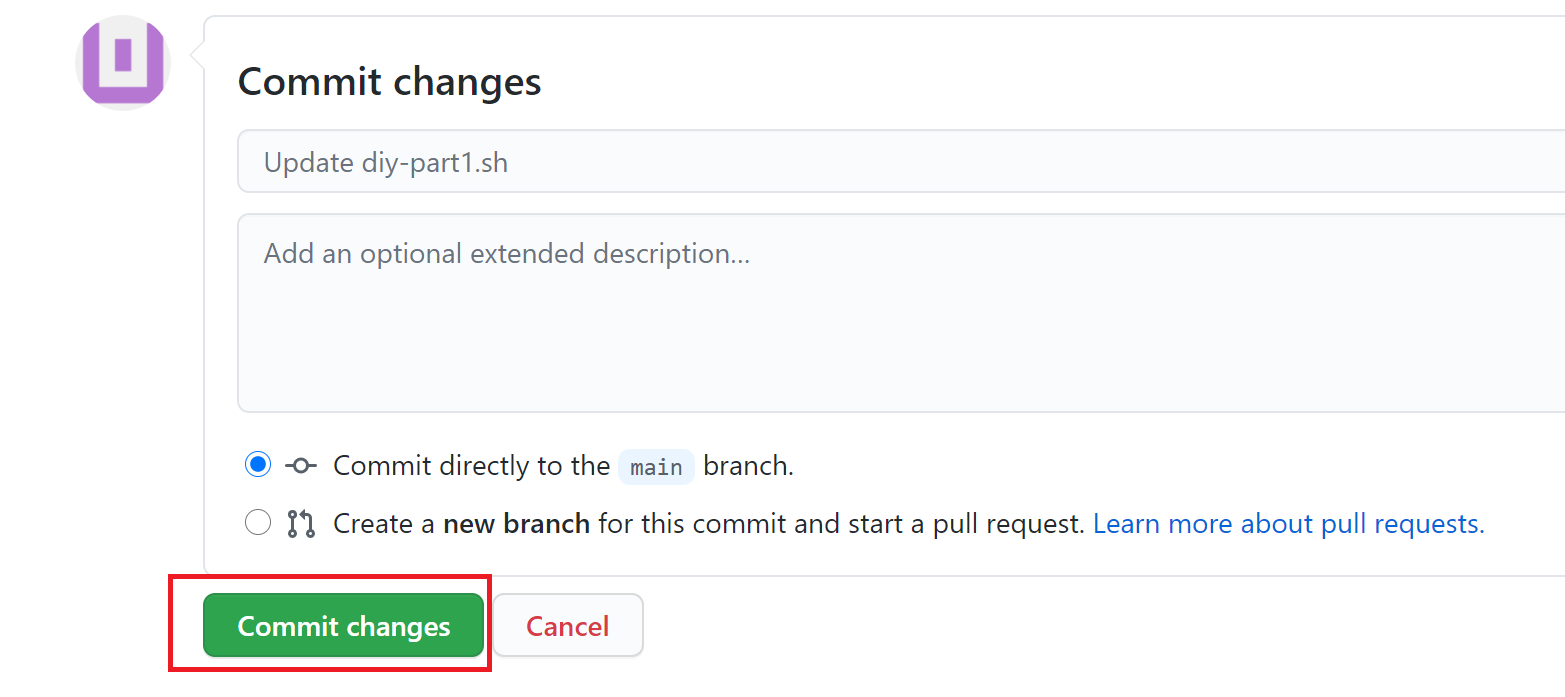 Commit changes
Update diy-part1.sh
Add an optional extended description...
Commit directly to the main branch.
Create a new branch for this commit and start a pull request. Learn more about pull requests.
Commit changes Cancel